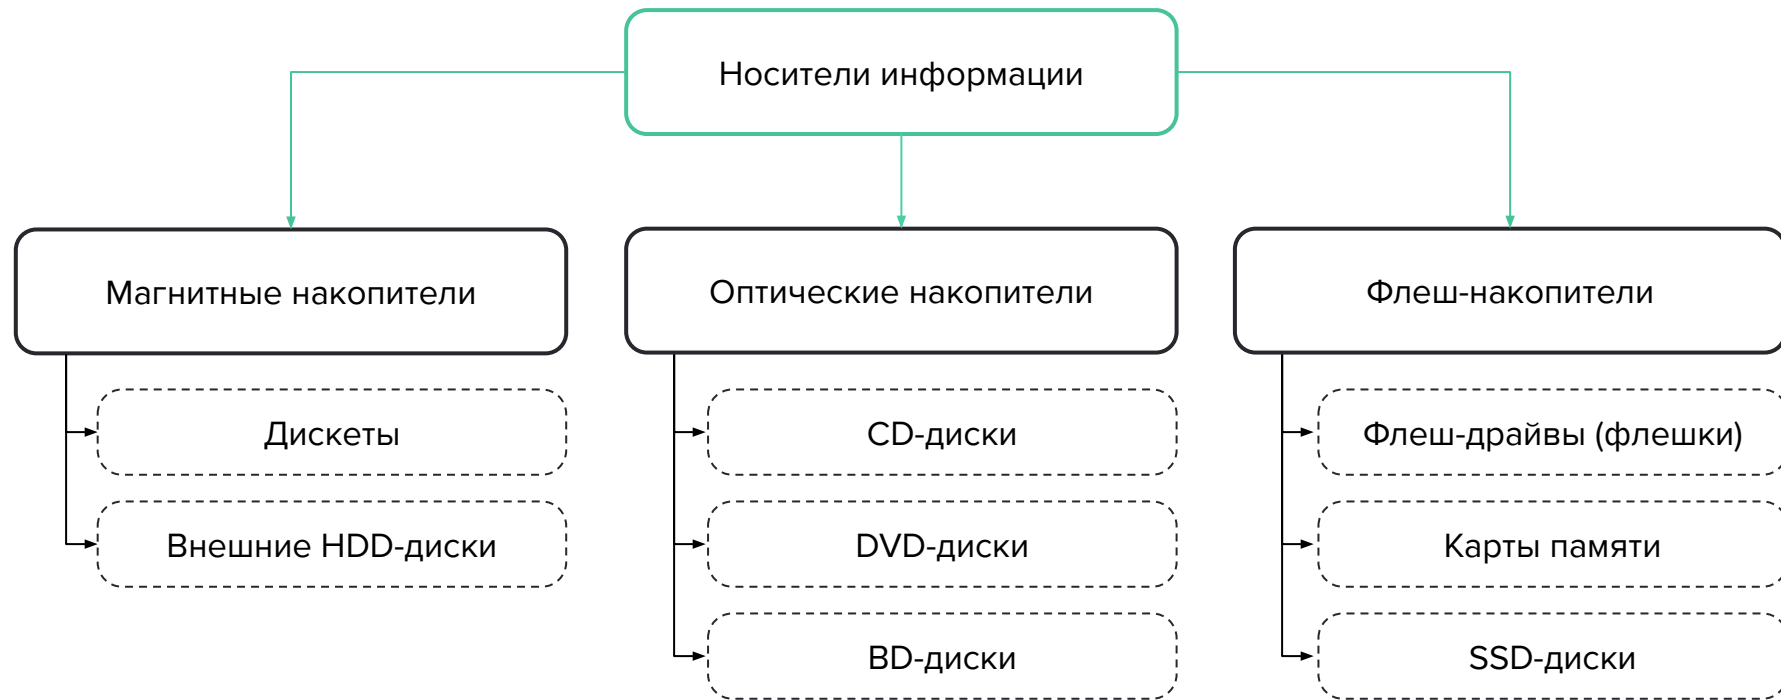 Носители информации
Магнитные накопители
Оптические накопители
Флеш-накопители
Дискеты
CD-диски
Флеш-драйвы (флешки)
Внешние HDD-диски
DVD-диски
Карты памяти
BD-диски
SSD-диски